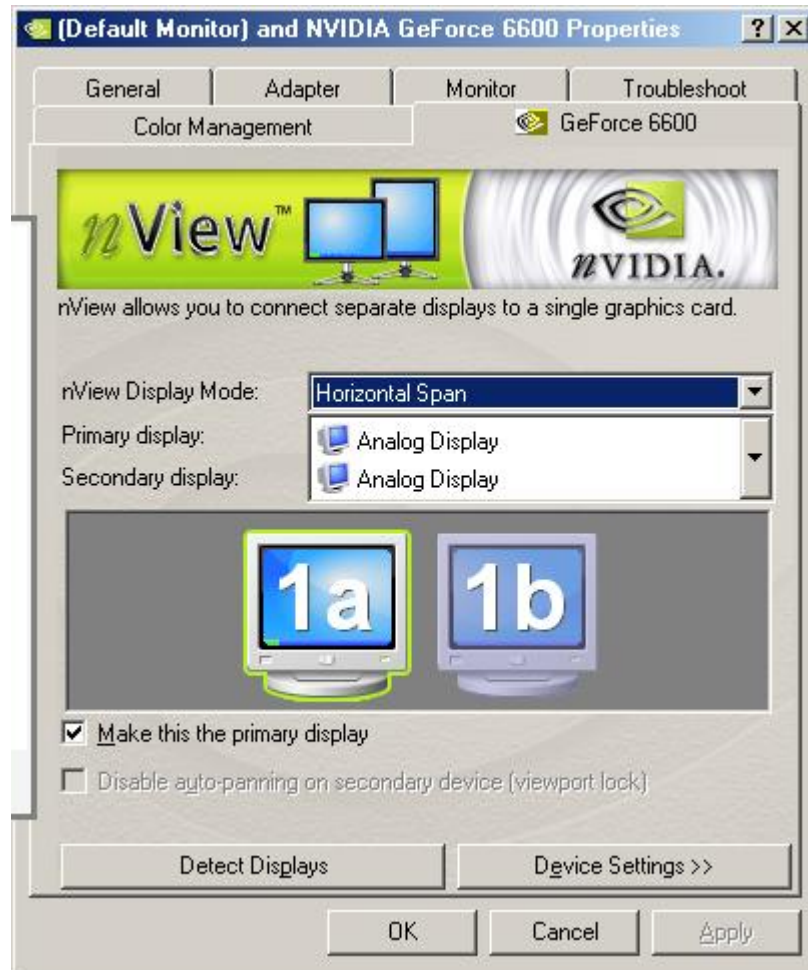 (Default Monitor) and NVIDIA GeForce 6600 Properties
General Adapter Monitor Troubleshoot
Color Management GeForce 6600
nView™ nVIDIA.
nView allows you to connect separate displays to a single graphics card.
nView Display Mode: Horizontal Span
Primary display: Analog Display
Secondary display: Analog Display
1a 1b
Make this the primary display
Disable auto-panning on secondary device (viewport lock)
Detect Displays Device Settings >>
OK Cancel Apply